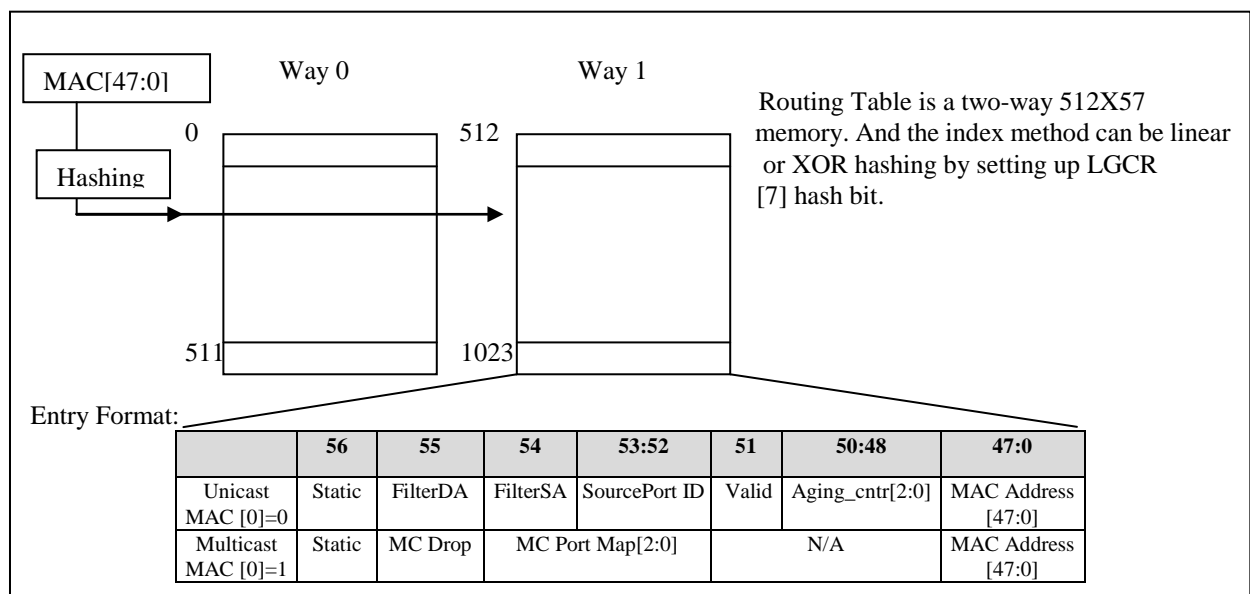 MAC[47:0]
Way 0
Way 1
Routing Table is a two-way 512X57
memory. And the index method can be linear
or XOR hashing by setting up LGCR
[7] hash bit.
0
512
Hashing
511
1023
Entry Format:
56 55 54 53:52 51 50:48 47:0
Unicast MAC [0]=0 Static FilterDA FilterSA SourcePort ID Valid Aging_cntr[2:0] MAC Address [47:0]
Multicast MAC [0]=1 Static MC Drop MC Port Map[2:0] N/A MAC Address [47:0]